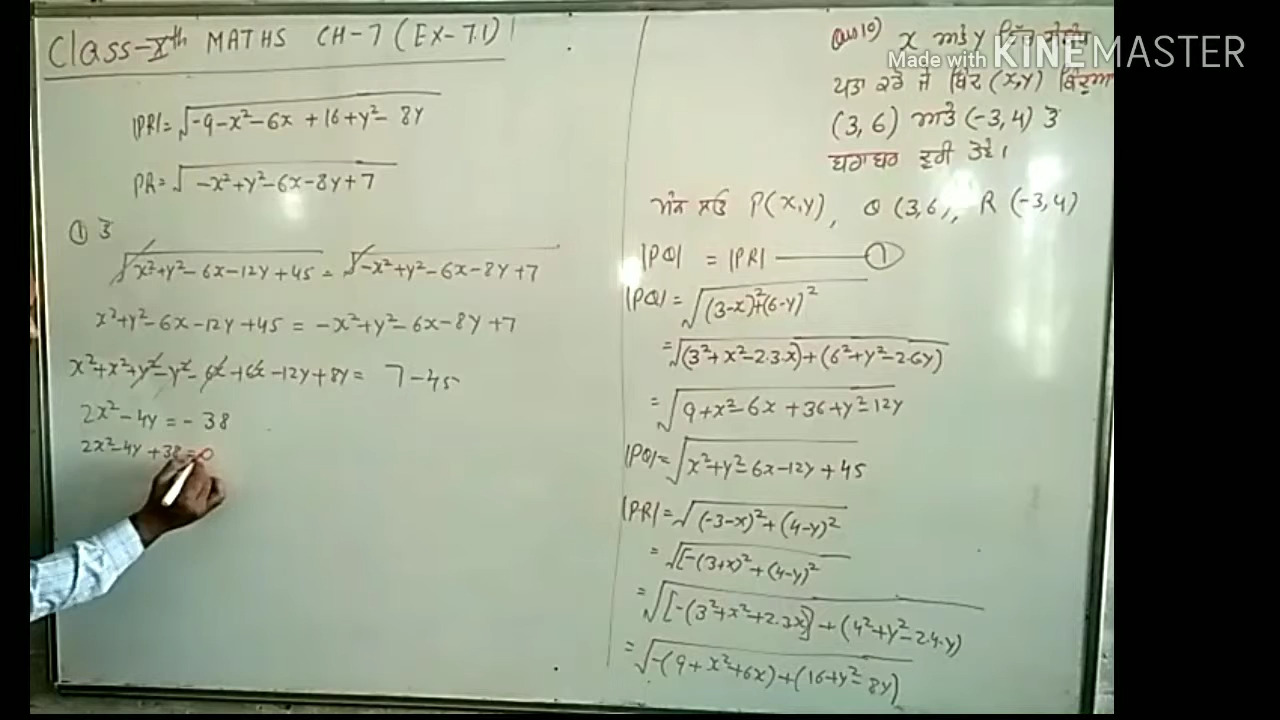 Class-Xth MATHS CH-7 (EX-7.1)
|PR|= √-9-x²-6x+16+y²-8y
PR= √-x²+y²-6x-8y+7
① ਤੋਂ
√x²+y²-6x-12y+45 = √-x²+y²-6x-8y+7
x²+y²-6x-12y+45 = -x²+y²-6x-8y+7
x²+x²+y²-y²-6x+6x-12y+8y= 7-45
2x²-4y=-38
2x²-4y+38=0
Made with KINEMASTER
Qus 10) x ਅਤੇ y ਵਿੱਚ
ਪਤਾ ਕਰੋ ਜੋ ਬਿੰਦੂ (x,y) ਬਿੰਦੂਆਂ
(3,6) ਅਤੇ (-3,4) ਤੋਂ
ਬਰਾਬਰ ਦੂਰੀ ਹੋਵੇ।
ਮੰਨ ਲਓ P(x,y), Q (3,6), R (-3,4)
|PQ| = |PR| ——①
|PQ|= √(3-x)²+(6-y)²
=√(3²+x²-2.3.x)+(6²+y²-2.6y)
= √9+x²-6x+36+y²-12y
|PQ|= √x²+y²-6x-12y+45
|PR|= √(-3-x)²+(4-y)²
= √[-(3+x)²+(4-y)²
= √[-(3²+x²+2.3x]+(4²+y²-2.4.y)
= √-(9+x²+6x)+(16+y²-8y)